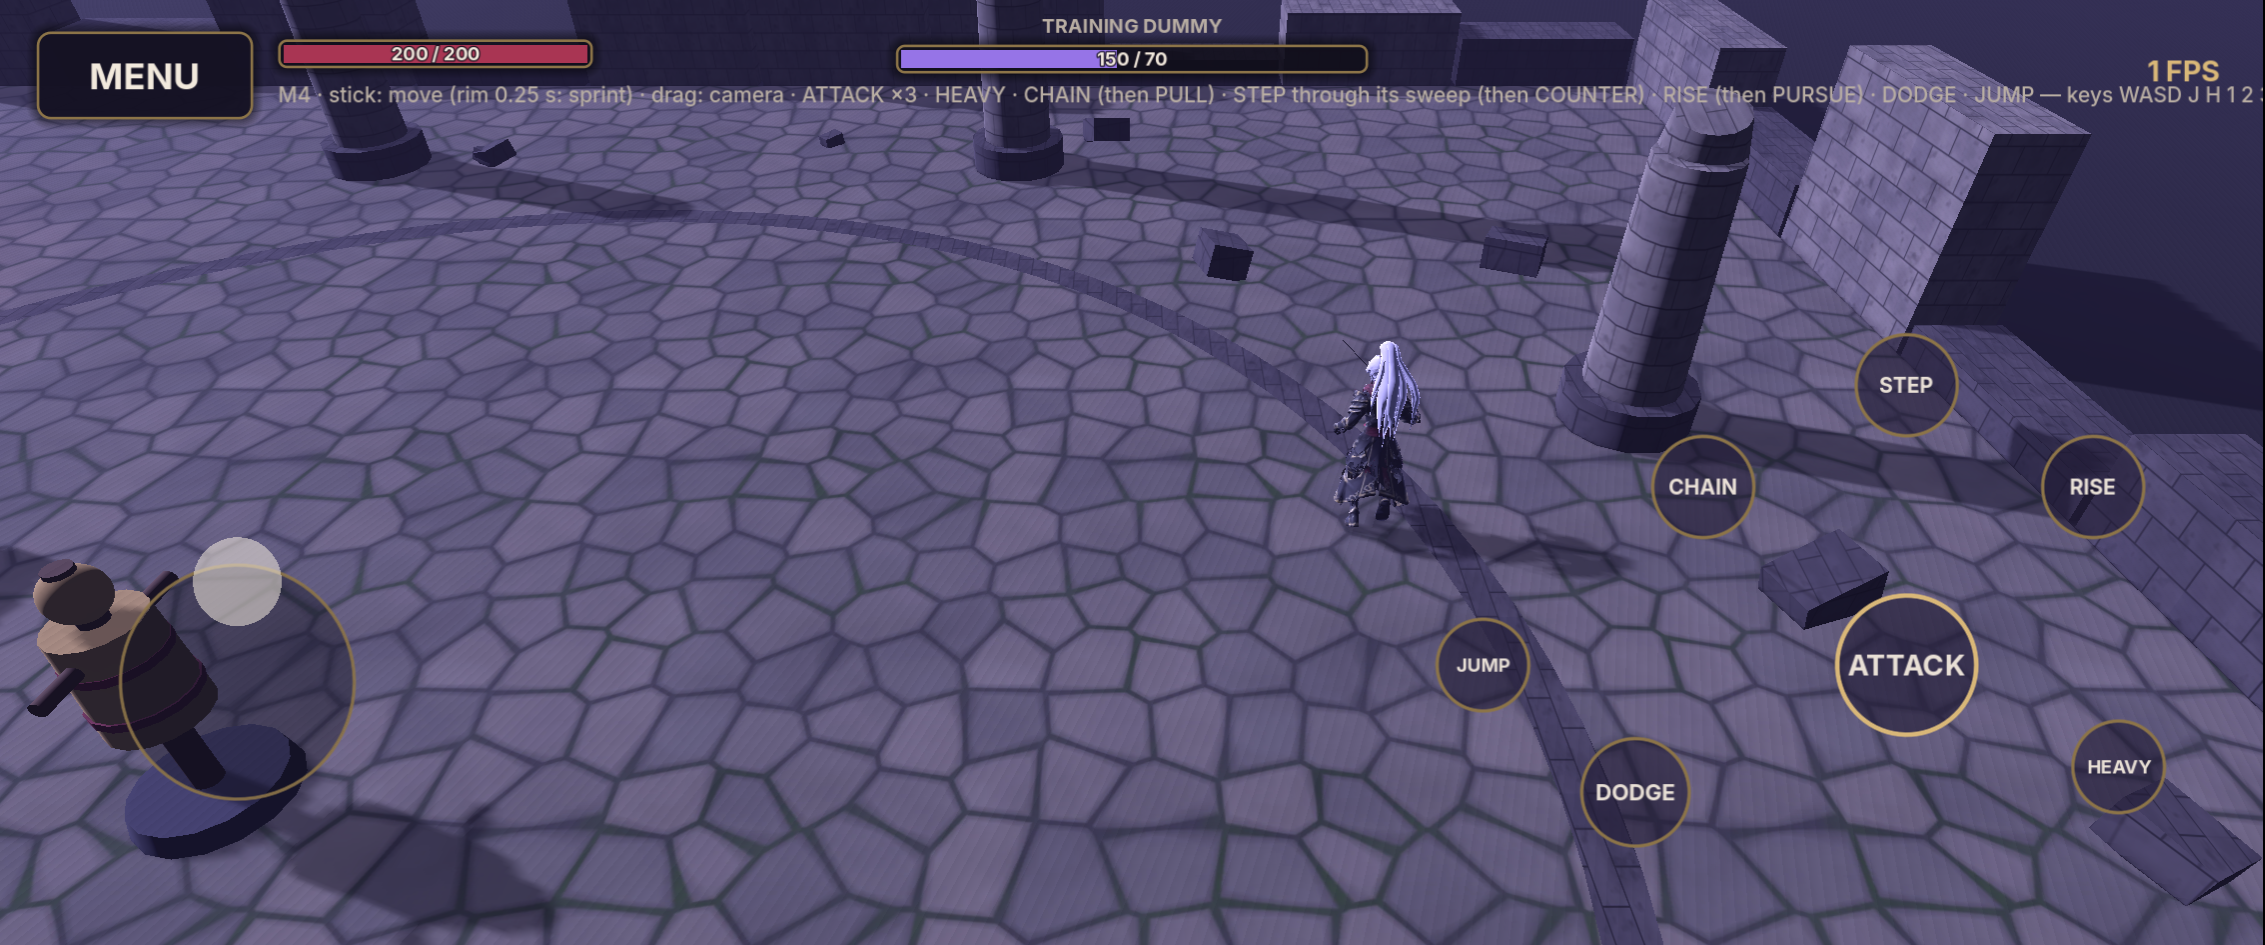 TRAINING DUMMY
MENU
200 / 200
150 / 70
1 FPS
M4 · stick: move (rim 0.25 s: sprint) · drag: camera · ATTACK ×3 · HEAVY · CHAIN (then PULL) · STEP through its sweep (then COUNTER) · RISE (then PURSUE) · DODGE · JUMP — keys WASD J H 1 2
STEP
CHAIN
RISE
JUMP
ATTACK
HEAVY
DODGE